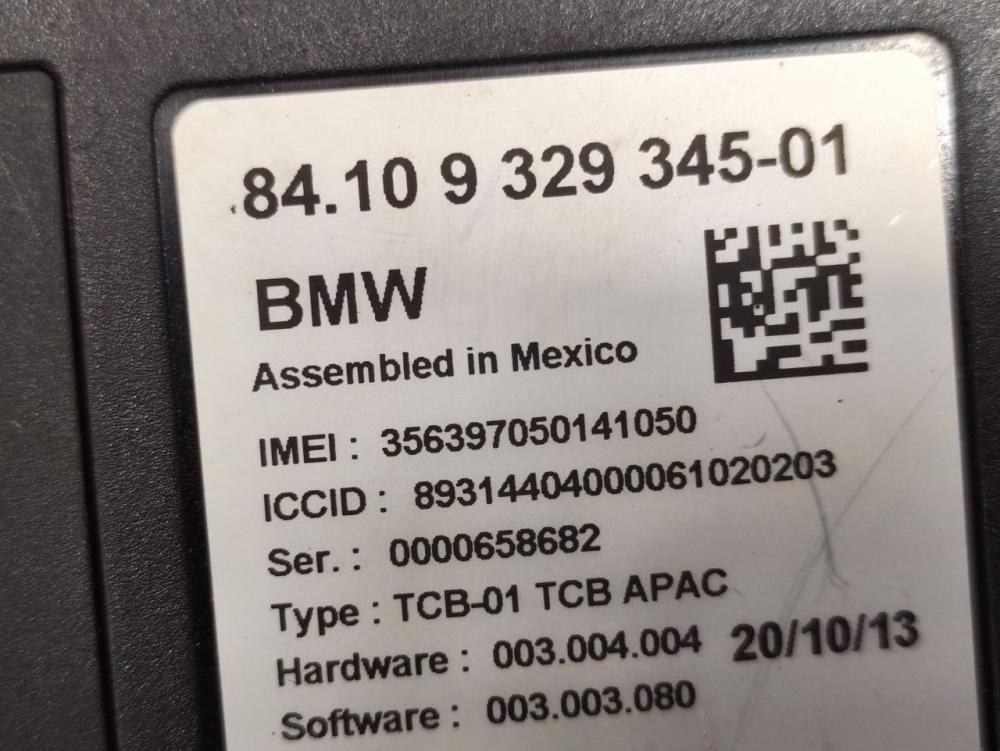 84.10 9 329 345-01
BMW
Assembled in Mexico
IMEI : 356397050141050
ICCID : 89314404000061020203
Ser. : 0000658682
Type : TCB-01 TCB APAC
Hardware : 003.004.004 20/10/13
Software : 003.003.080